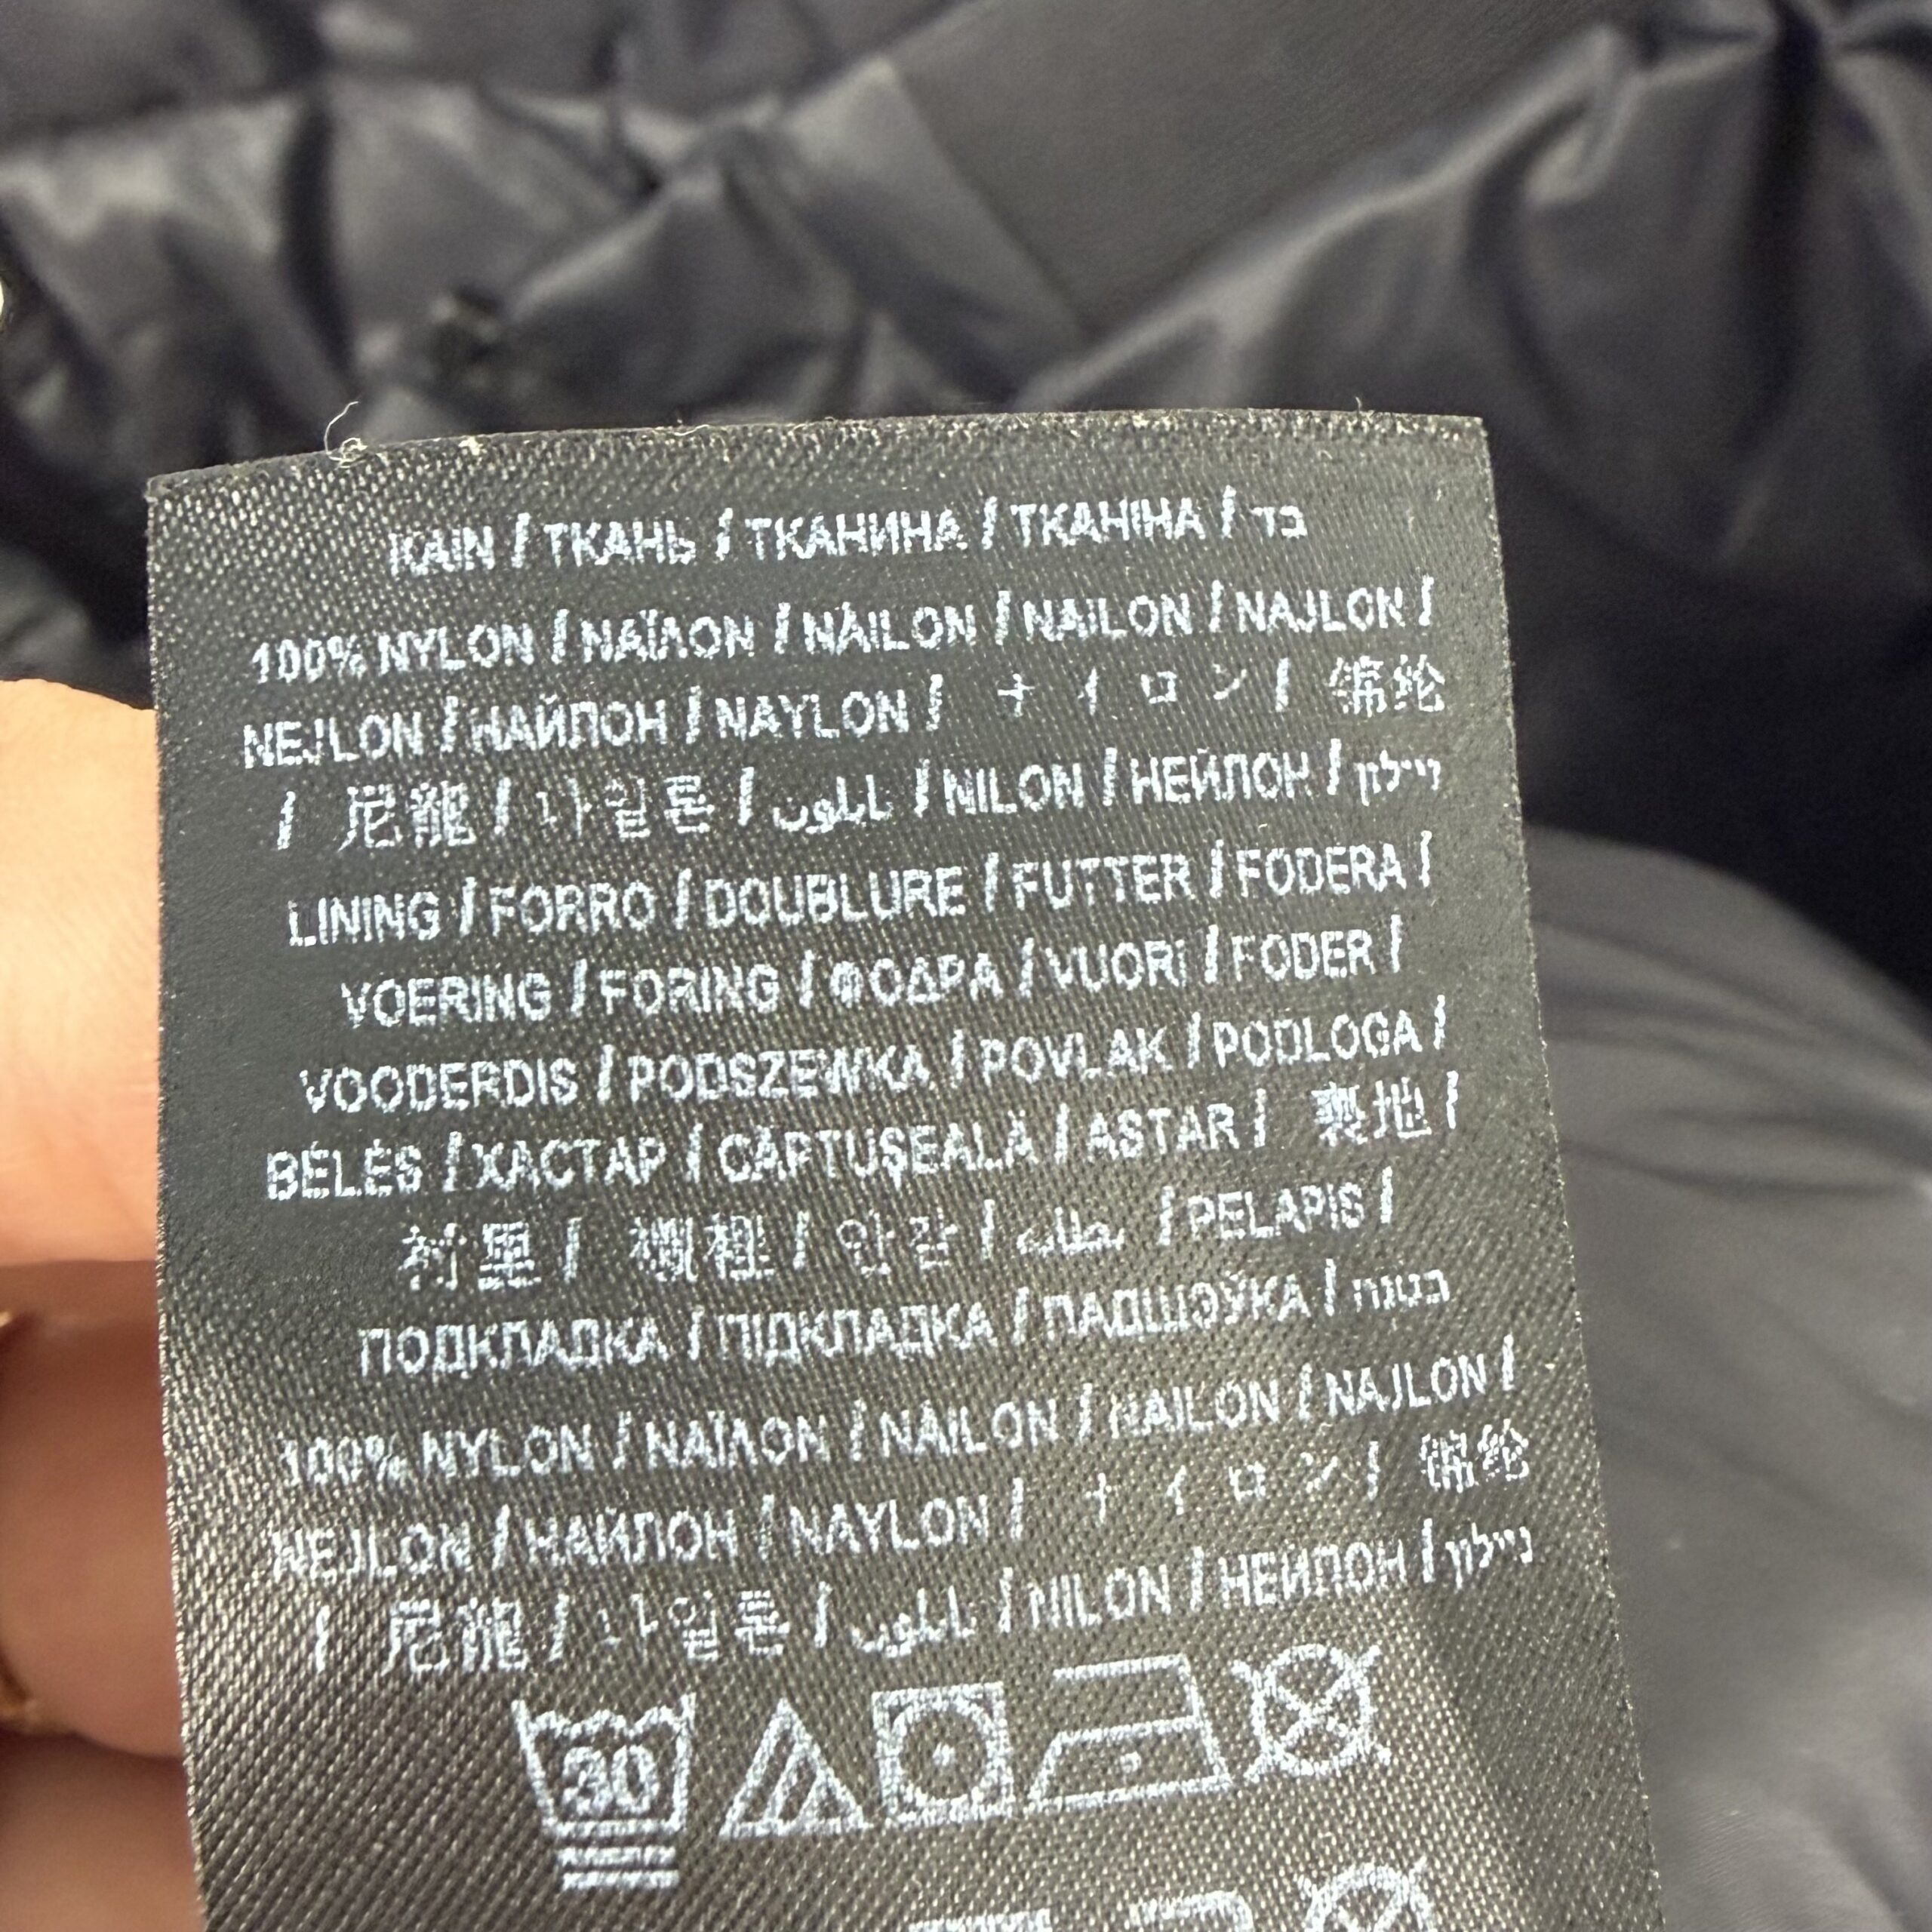 KAIN / ТКАНЬ / ТКАНИНА / ТКАНІНА / בד
100% NYLON / ΝΑΪΛΟΝ / NÁILON / NAILON / NAJLON /
NEJLON / НАЙЛОН / NAYLON / ナイロン / 锦纶
/ 尼龍 / 나일론 / نايلون / NILON / НЕЙЛОН / ניילון
LINING / FORRO / DOUBLURE / FUTTER / FODERA /
VOERING / FORING / ΦΟΔΡΑ / VUORI / FODER /
VOODERDIS / PODSZEWKA / POVLAK / PODLOGA /
BÉLÉS / ХАСТАР / CĂPTUŞEALĂ / ASTAR / 裏地 /
衬里 / 襯裡 / 안감 / بطانة / PELAPIS /
ПОДКЛАДКА / ПІДКЛАДКА / ПАДШЭЎКА / בטנה
100% NYLON / ΝΑΪΛΟΝ / NÁILON / NAILON / NAJLON /
NEJLON / НАЙЛОН / NAYLON / ナイロン / 锦纶
/ 尼龍 / 나일론 / نايلون / NILON / НЕЙЛОН / ניילון
30